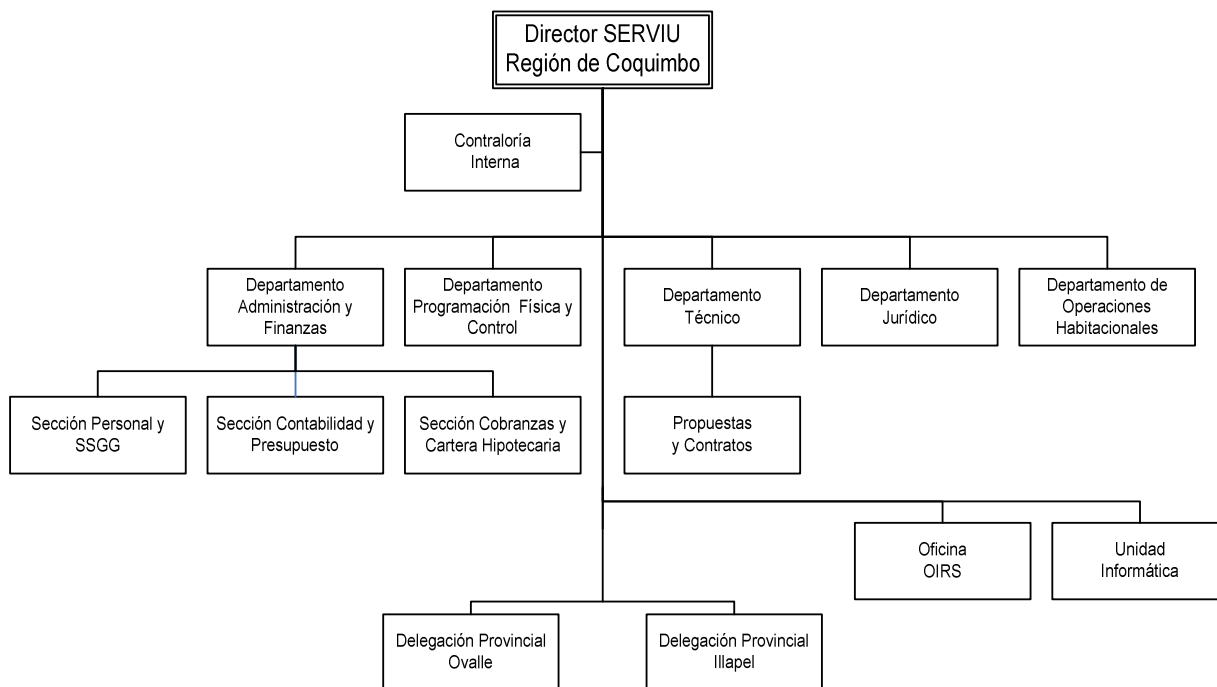 Director SERVIU
Región de Coquimbo
Contraloría
Interna
Departamento
Administración y
Finanzas
Departamento
Programación Física y
Control
Departamento
Técnico
Departamento
Jurídico
Departamento de
Operaciones
Habitacionales
Sección Personal y
SSGG
Sección Contabilidad y
Presupuesto
Sección Cobranzas y
Cartera Hipotecaria
Propuestas
y Contratos
Oficina
OIRS
Unidad
Informática
Delegación Provincial
Ovalle
Delegación Provincial
Illapel